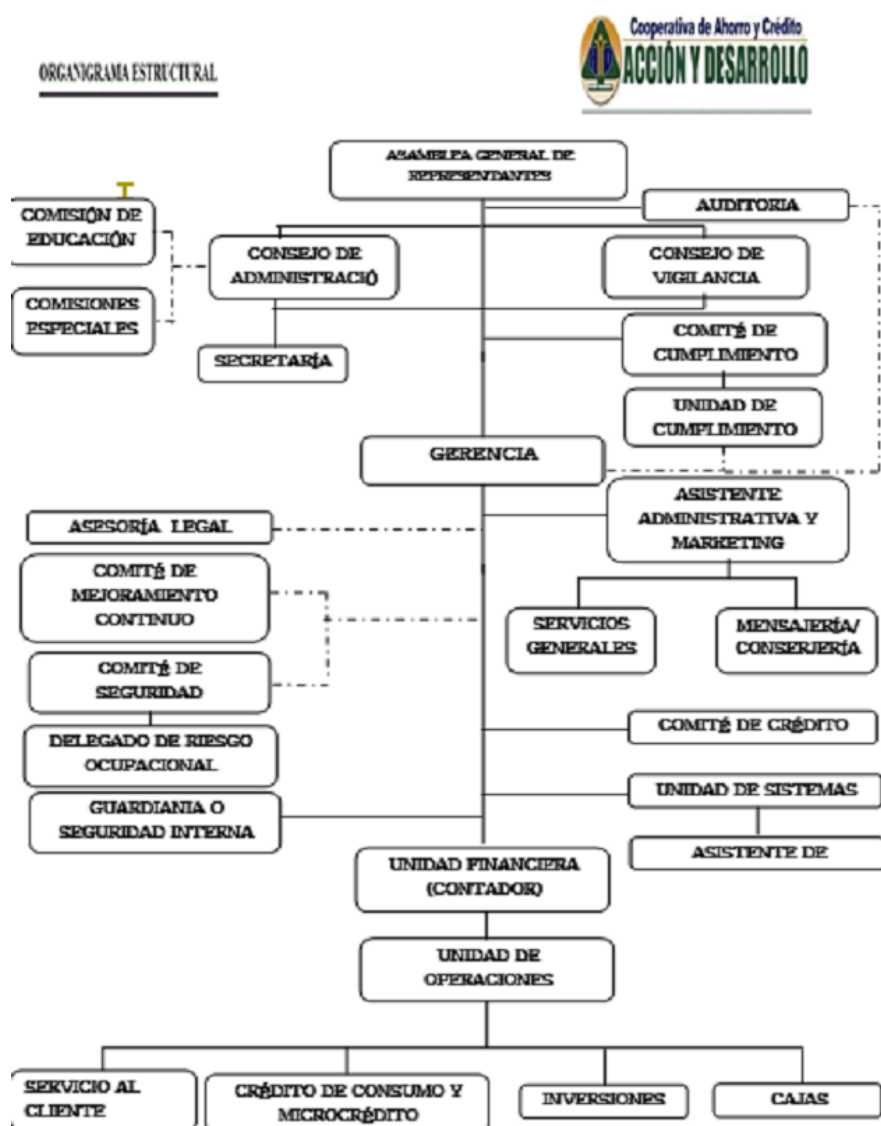 Cooperativa de Ahorro y Crédito
ACCIÓN Y DESARROLLO
ORGANIGRAMA ESTRUCTURAL
ASAMBLEA GENERAL DE
REPRESENTANTES
AUDITORIA
COMISIÓN DE
EDUCACIÓN
CONSEJO DE
ADMINISTRACIÓ
CONSEJO DE
VIGILANCIA
COMISIONES
ESPECIALES
SECRETARÍA
COMITÉ DE
CUMPLIMIENTO
UNIDAD DE
CUMPLIMIENTO
GERENCIA
ASISTENTE
ADMINISTRATIVA Y
MARKETING
ASESORÍA LEGAL
COMITÉ DE
MEJORAMIENTO
CONTINUO
SERVICIOS
GENERALES
MENSAJERÍA/
CONSERJERÍA
COMITÉ DE
SEGURIDAD
DELEGADO DE RIESGO
OCUPACIONAL
COMITÉ DE CRÉDITO
GUARDIANIA O
SEGURIDAD INTERNA
UNIDAD DE SISTEMAS
ASISTENTE DE
UNIDAD FINANCIERA
(CONTADOR)
UNIDAD DE
OPERACIONES
SERVICIO AL
CLIENTE
CRÉDITO DE CONSUMO Y
MICROCRÉDITO
INVERSIONES
CAJAS